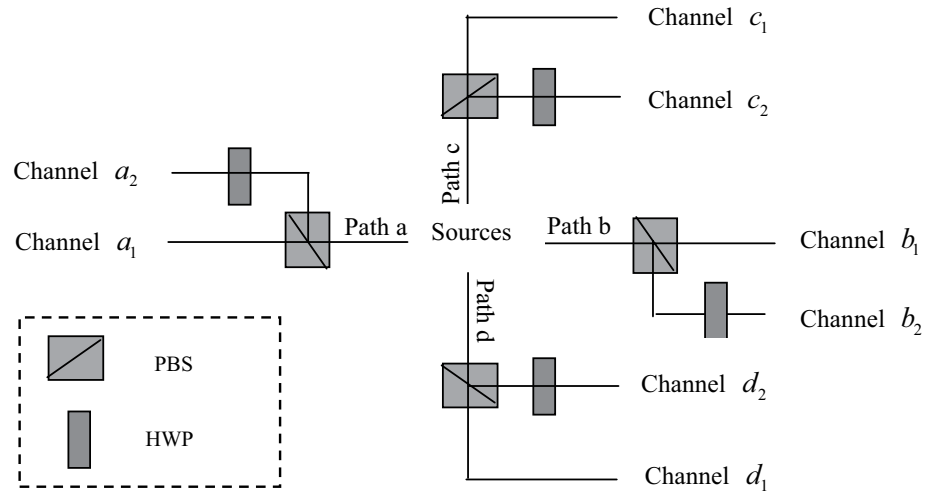 Channel c₁
Channel c₂
Path c
Channel a₂
Channel a₁
Path a
Sources
Path b
Channel b₁
Channel b₂
Path d
Channel d₂
Channel d₁
PBS
HWP